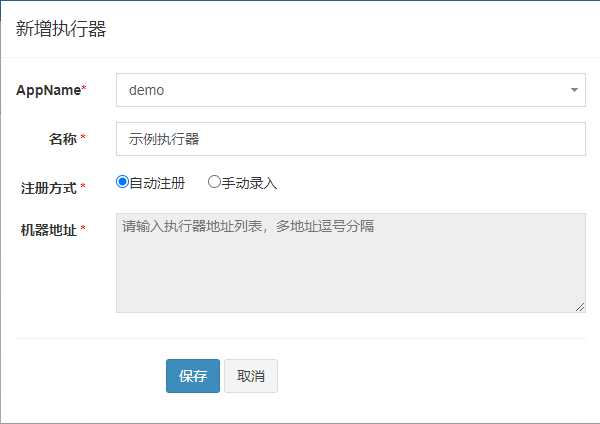 新增执行器
AppName*
demo
名称 *
示例执行器
注册方式 *
自动注册 手动录入
机器地址 *
请输入执行器地址列表，多地址逗号分隔
保存 取消